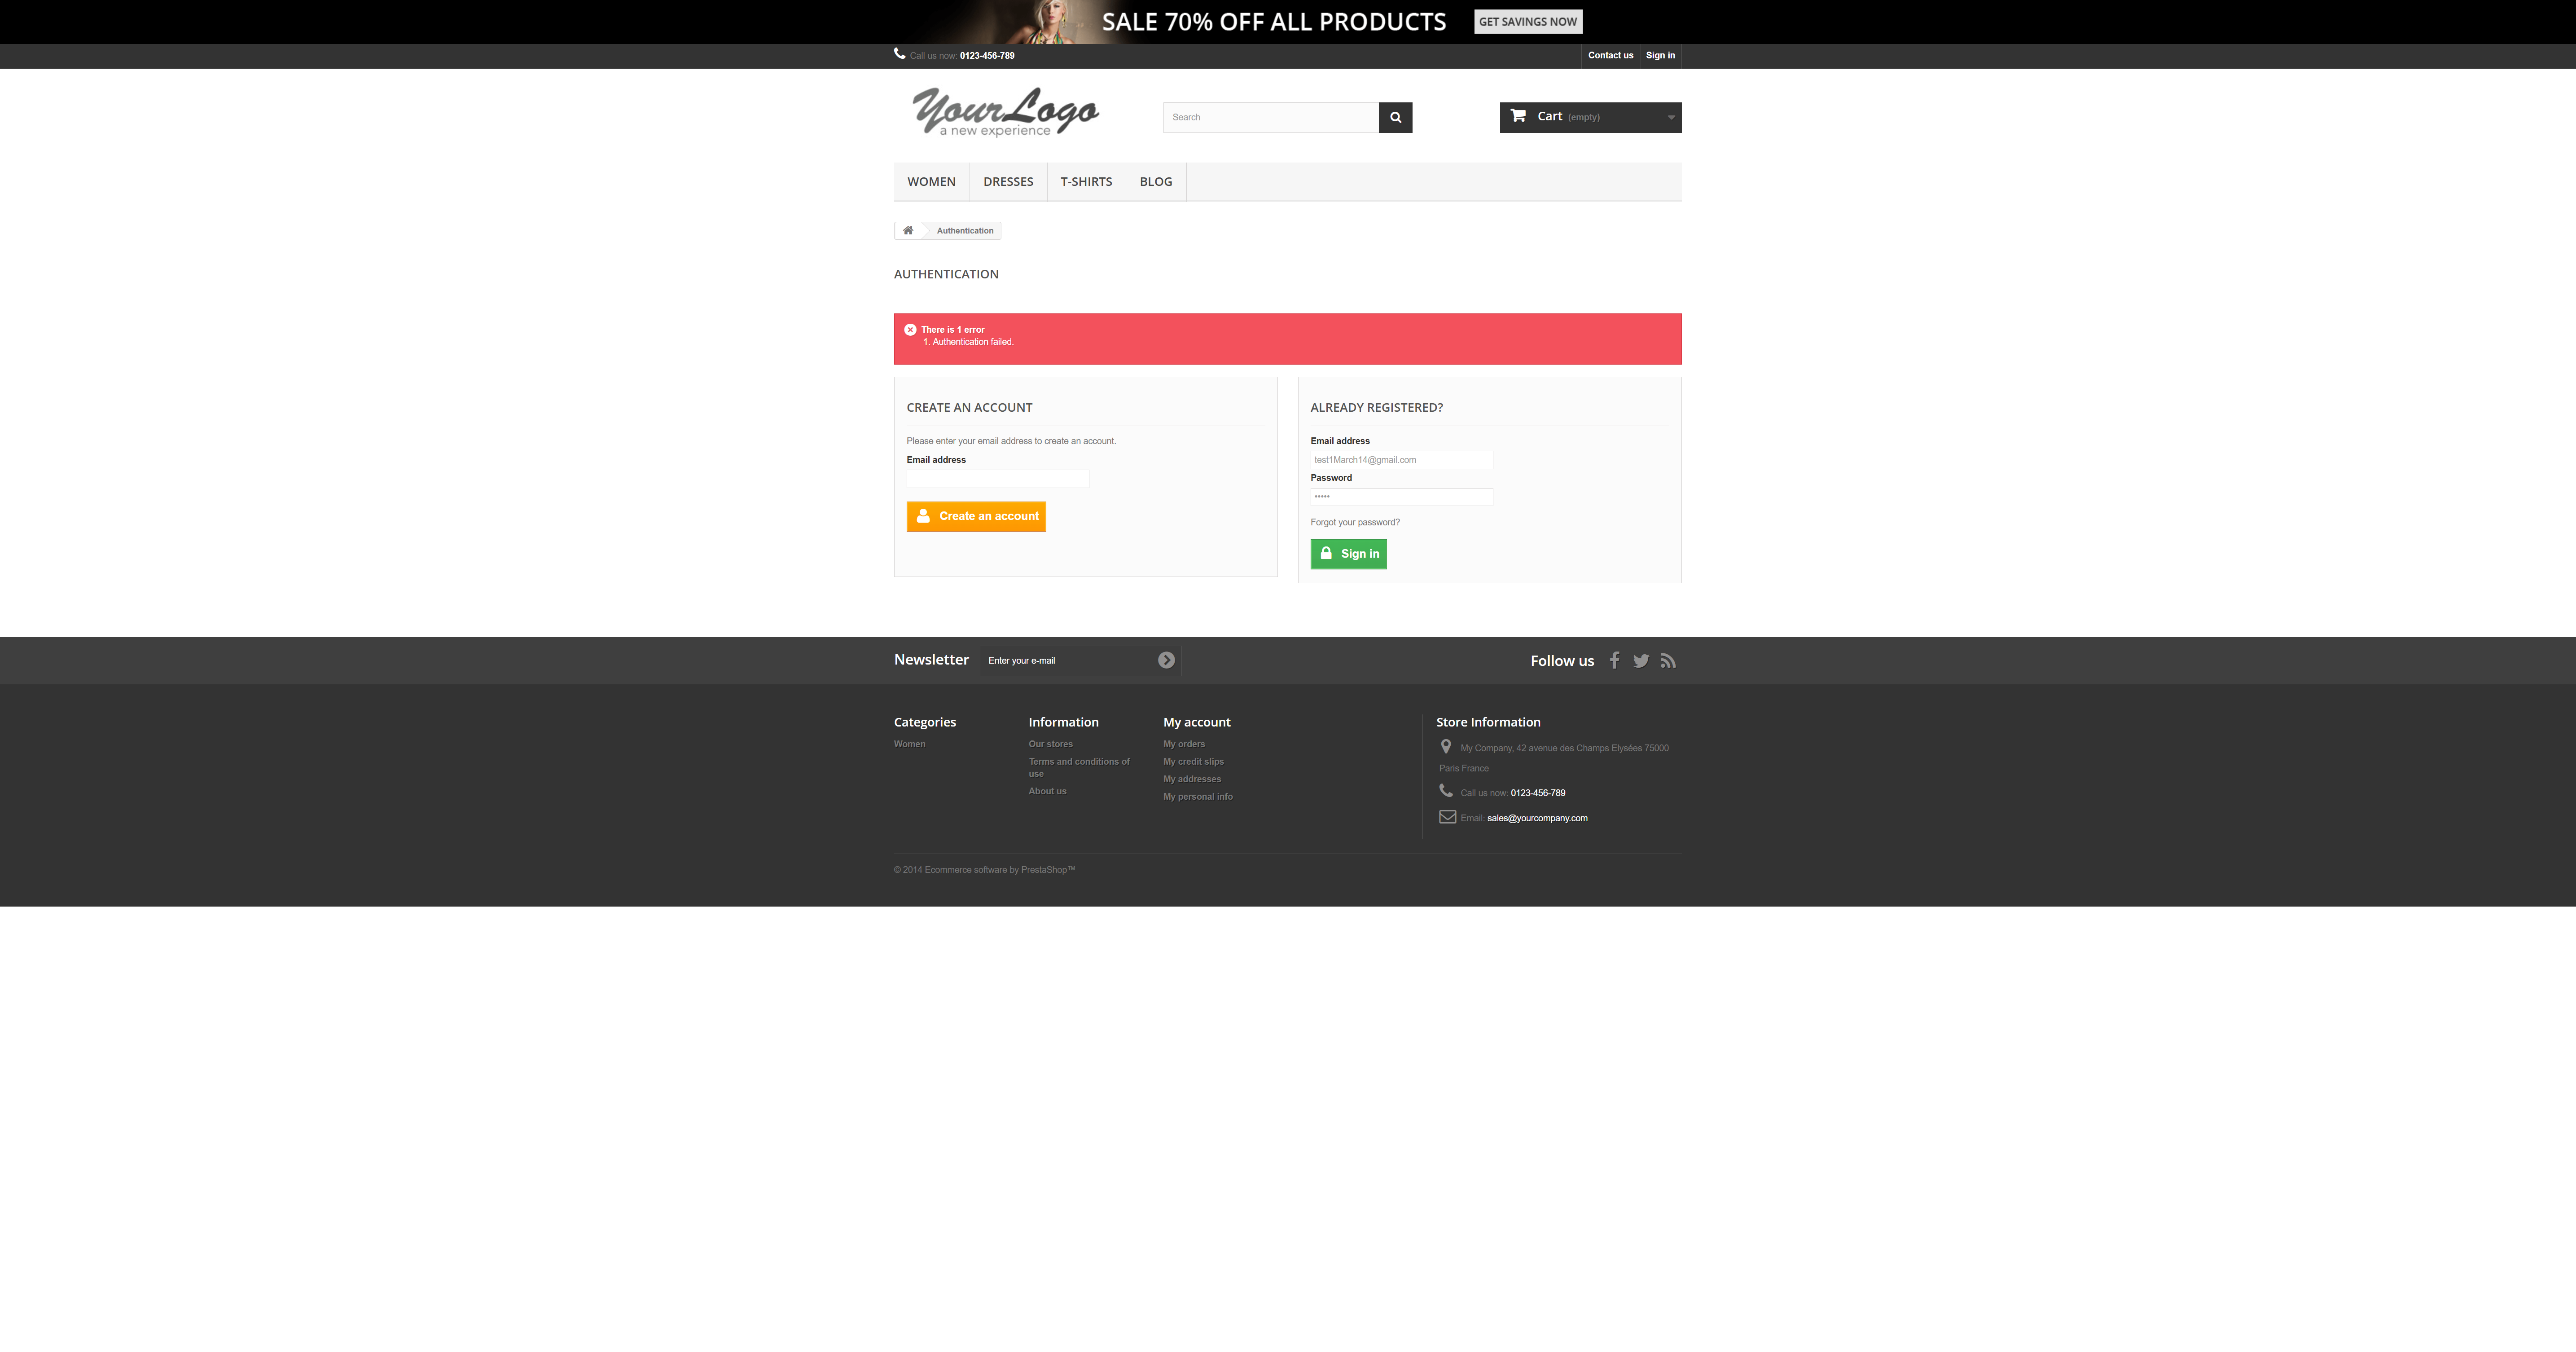 SALE 70% OFF ALL PRODUCTS GET SAVINGS NOW
Call us now: 0123-456-789 Contact us Sign in
YourLogo
a new experience
Search
Cart (empty)
WOMEN DRESSES T-SHIRTS BLOG
Authentication
AUTHENTICATION
There is 1 error
1. Authentication failed.
CREATE AN ACCOUNT
Please enter your email address to create an account.
Email address
Create an account
ALREADY REGISTERED?
Email address
test1March14@gmail.com
Password
•••••
Forgot your password?
Sign in
Newsletter Enter your e-mail
Follow us
Categories
Women
Information
Our stores
Terms and conditions of
use
About us
My account
My orders
My credit slips
My addresses
My personal info
Store Information
My Company, 42 avenue des Champs Elysées 75000
Paris France
Call us now: 0123-456-789
Email: sales@yourcompany.com
© 2014 Ecommerce software by PrestaShop™